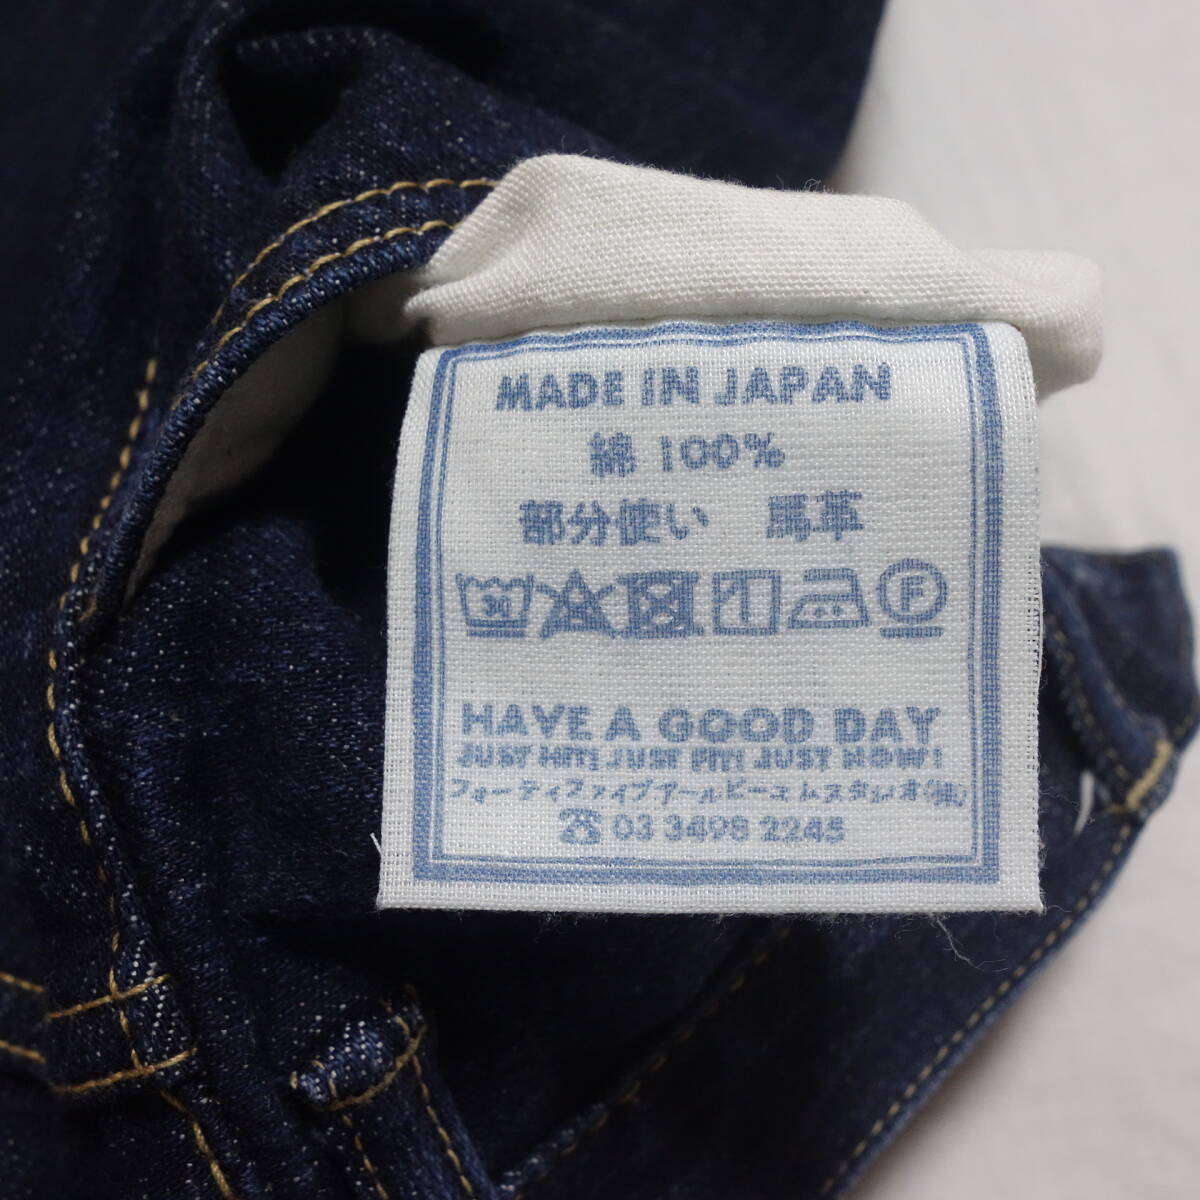 MADE IN JAPAN
綿 100%
部分使い 馬革
30 F
HAVE A GOOD DAY
JUST HIT! JUST FIT! JUST NOW!
フォーティファイブアールピーエムスタジオ(株)
☎ 03 3498 2245